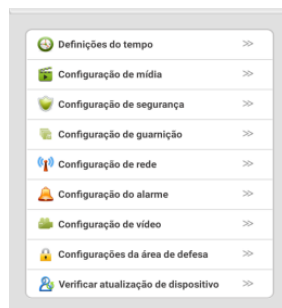 Definições do tempo
Configuração de mídia
Configuração de segurança
Configuração de guarnição
Configuração de rede
Configuração do alarme
Configuração de vídeo
Configurações da área de defesa
Verificar atualização de dispositivo